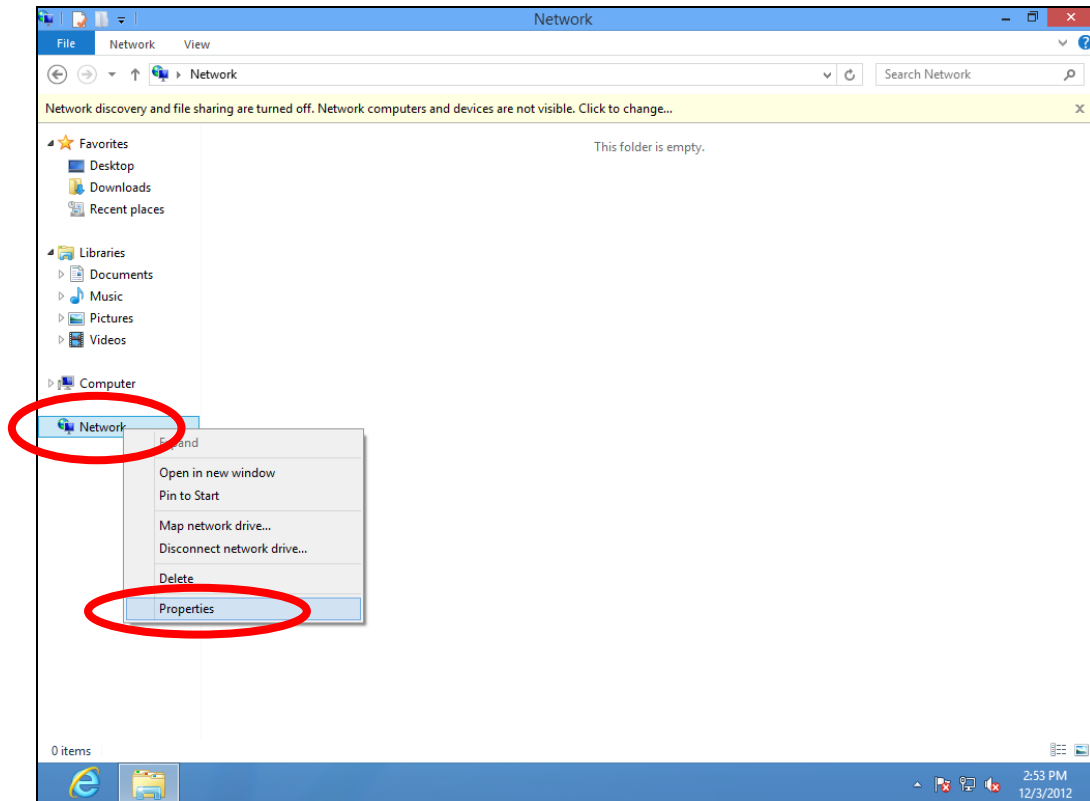 Network
File Network View
Network
Search Network
Network discovery and file sharing are turned off. Network computers and devices are not visible. Click to change...
This folder is empty.
Favorites
Desktop
Downloads
Recent places
Libraries
Documents
Music
Pictures
Videos
Computer
Network
Expand
Open in new window
Pin to Start
Map network drive...
Disconnect network drive...
Delete
Properties
0 items
2:53 PM
12/3/2012